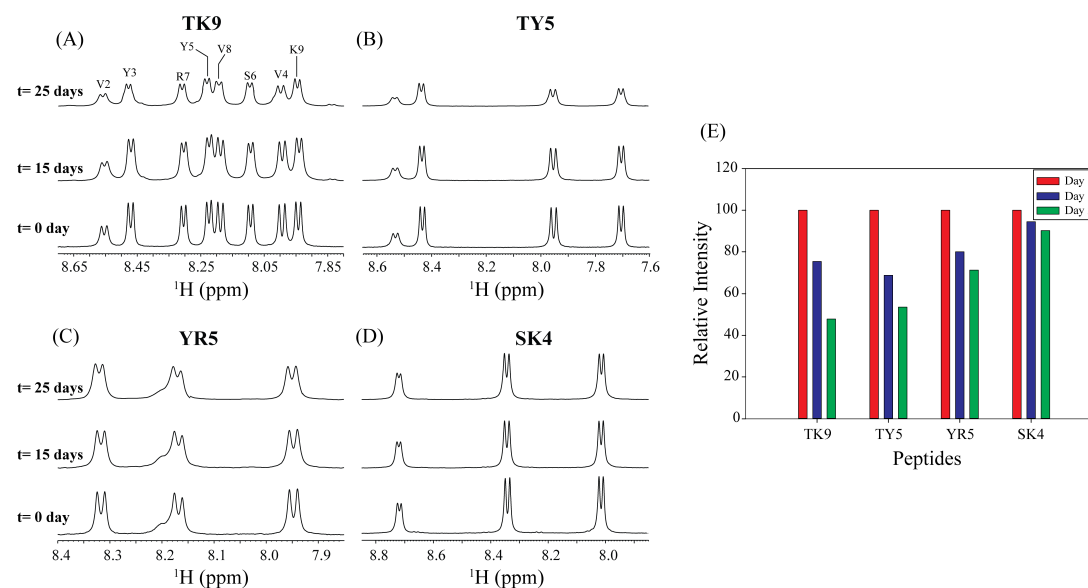 TK9
(A)
V2
Y3
R7
Y5
V8
S6
V4
K9
t= 25 days
t= 15 days
t= 0 day
8.65 8.45 8.25 8.05 7.85
¹H (ppm)
TY5
(B)
8.6 8.4 8.2 8.0 7.8 7.6
¹H (ppm)
(C)
YR5
t= 25 days
t= 15 days
t= 0 day
8.4 8.3 8.2 8.1 8.0 7.9
¹H (ppm)
(D)
SK4
8.8 8.6 8.4 8.2 8.0
¹H (ppm)
(E)
Relative Intensity
120
100
80
60
40
20
0
Day
Day
Day
TK9 TY5 YR5 SK4
Peptides